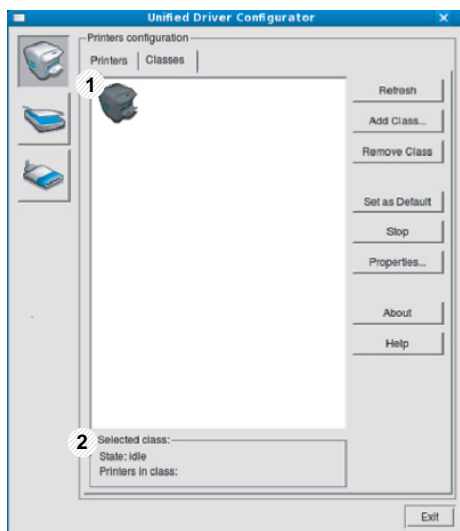 Unified Driver Configurator
Printers configuration
Printers
Classes
1
Refresh
Add Class...
Remove Class
Set as Default
Stop
Properties...
About
Help
2
Selected class:
State: idle
Printers in class:
Exit